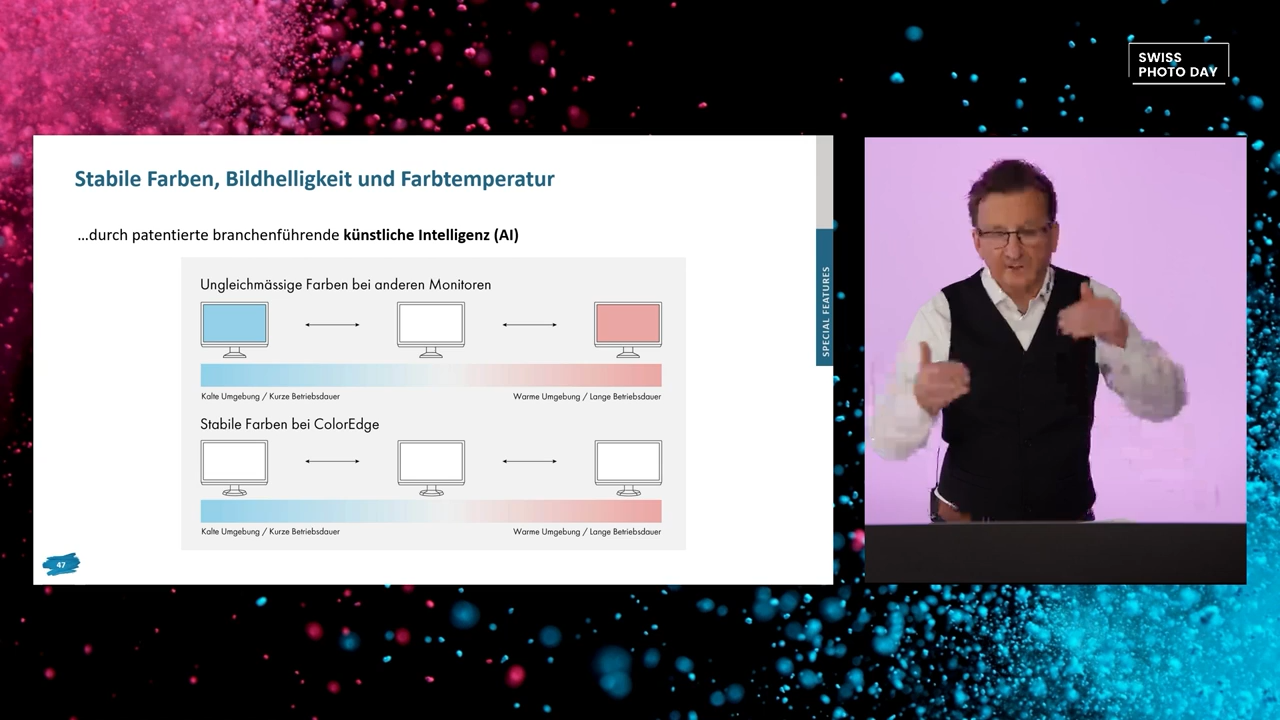 SWISS
PHOTO DAY
Stabile Farben, Bildhelligkeit und Farbtemperatur
...durch patentierte branchenführende künstliche Intelligenz (AI)
Ungleichmässige Farben bei anderen Monitoren
Kalte Umgebung / Kurze Betriebsdauer
Warme Umgebung / Lange Betriebsdauer
Stabile Farben bei ColorEdge
Kalte Umgebung / Kurze Betriebsdauer
Warme Umgebung / Lange Betriebsdauer
SPECIAL FEATURES
47